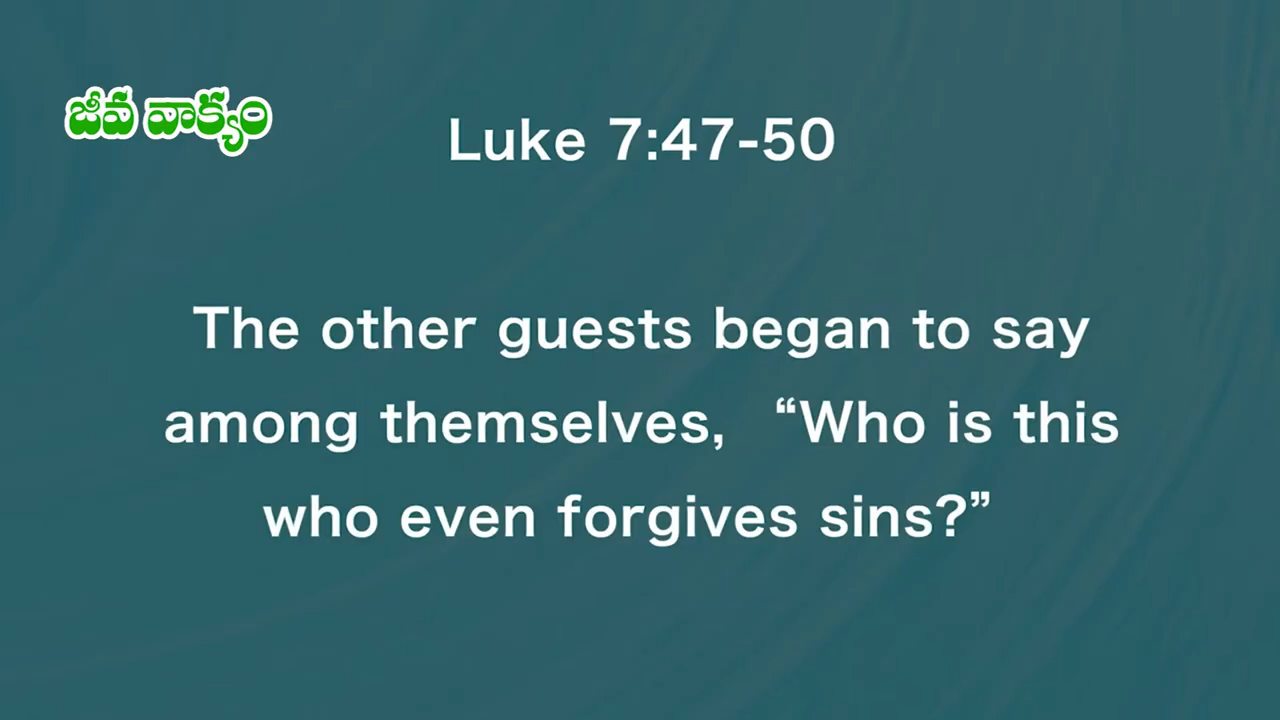 జీవ వాక్యం
Luke 7:47-50
The other guests began to say
among themselves, “Who is this
who even forgives sins?”